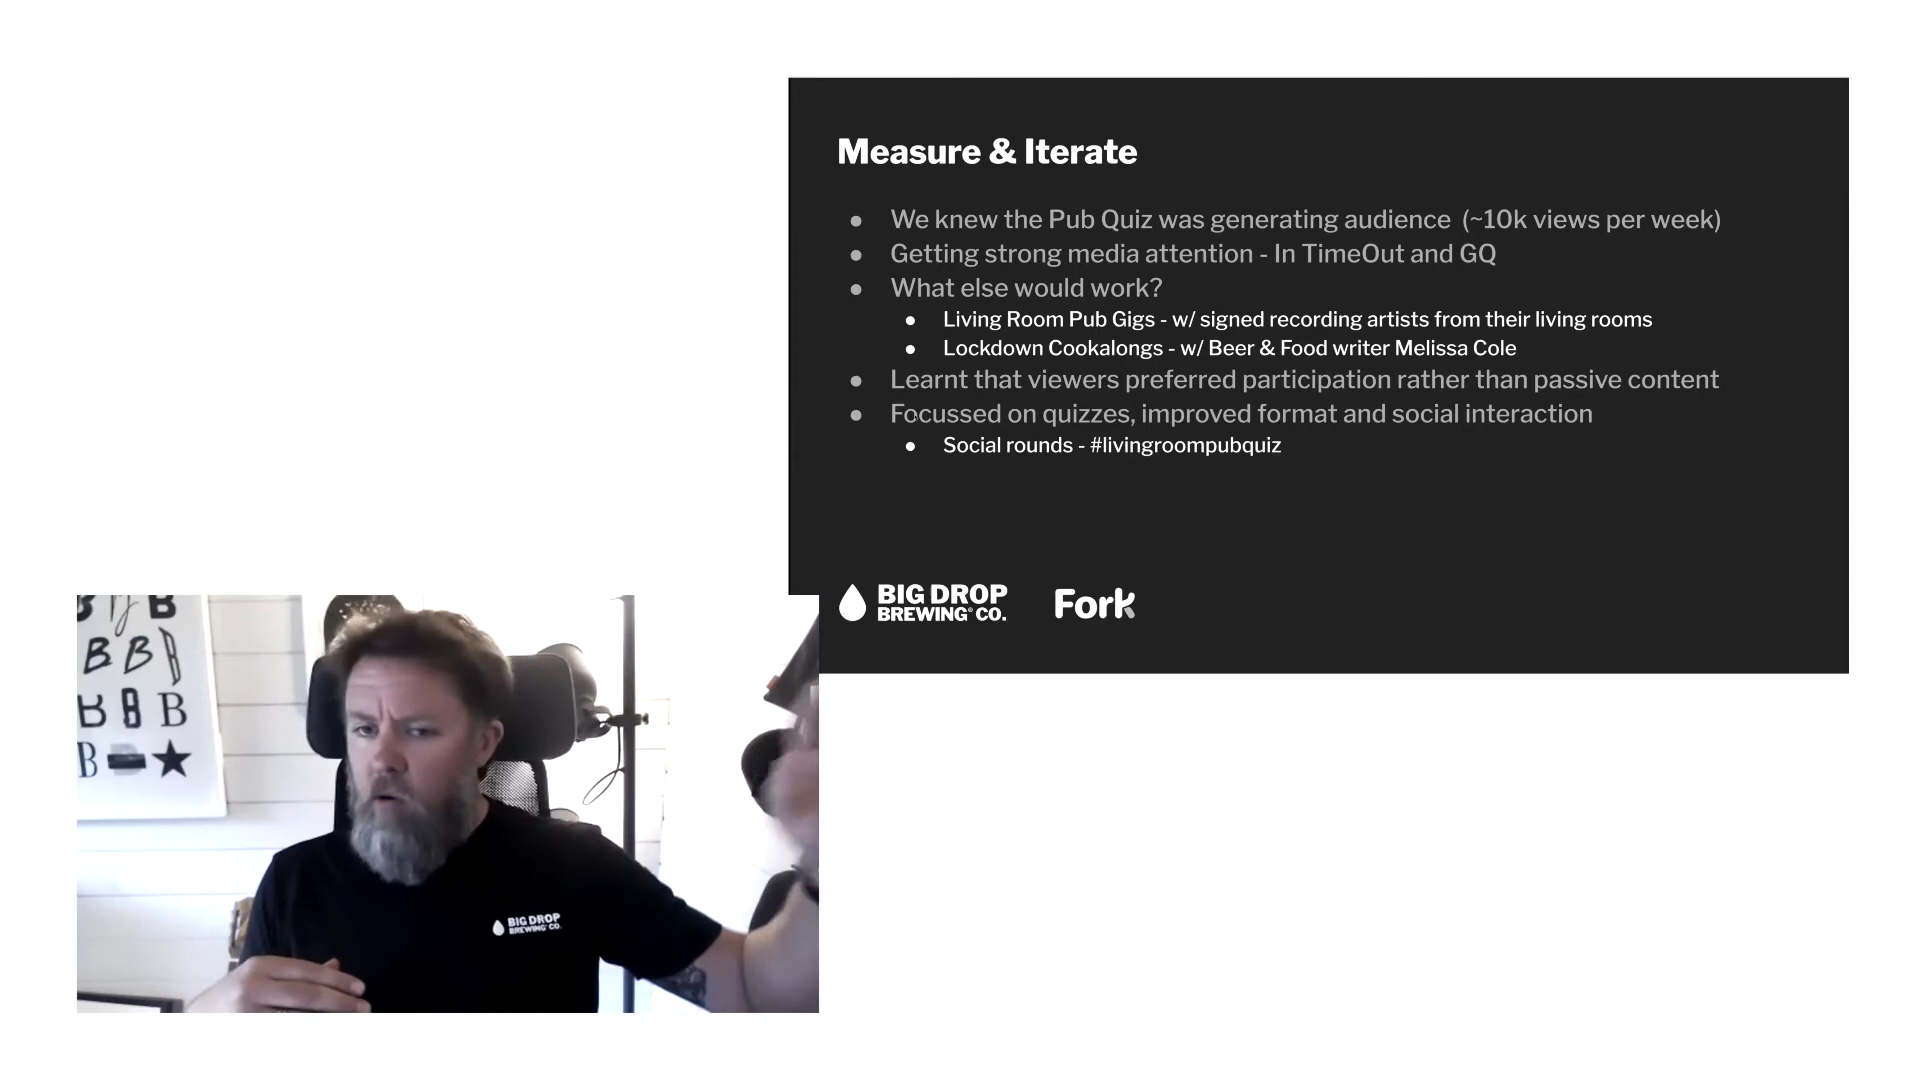 Measure & Iterate
We knew the Pub Quiz was generating audience (~10k views per week)
Getting strong media attention - In TimeOut and GQ
What else would work?
Living Room Pub Gigs - w/ signed recording artists from their living rooms
Lockdown Cookalongs - w/ Beer & Food writer Melissa Cole
Learnt that viewers preferred participation rather than passive content
Focussed on quizzes, improved format and social interaction
Social rounds - #livingroompubquiz
BIG DROP
BREWING® CO.
Fork
B B
B B
B B B
B
BIG DROP
BREWING® CO.